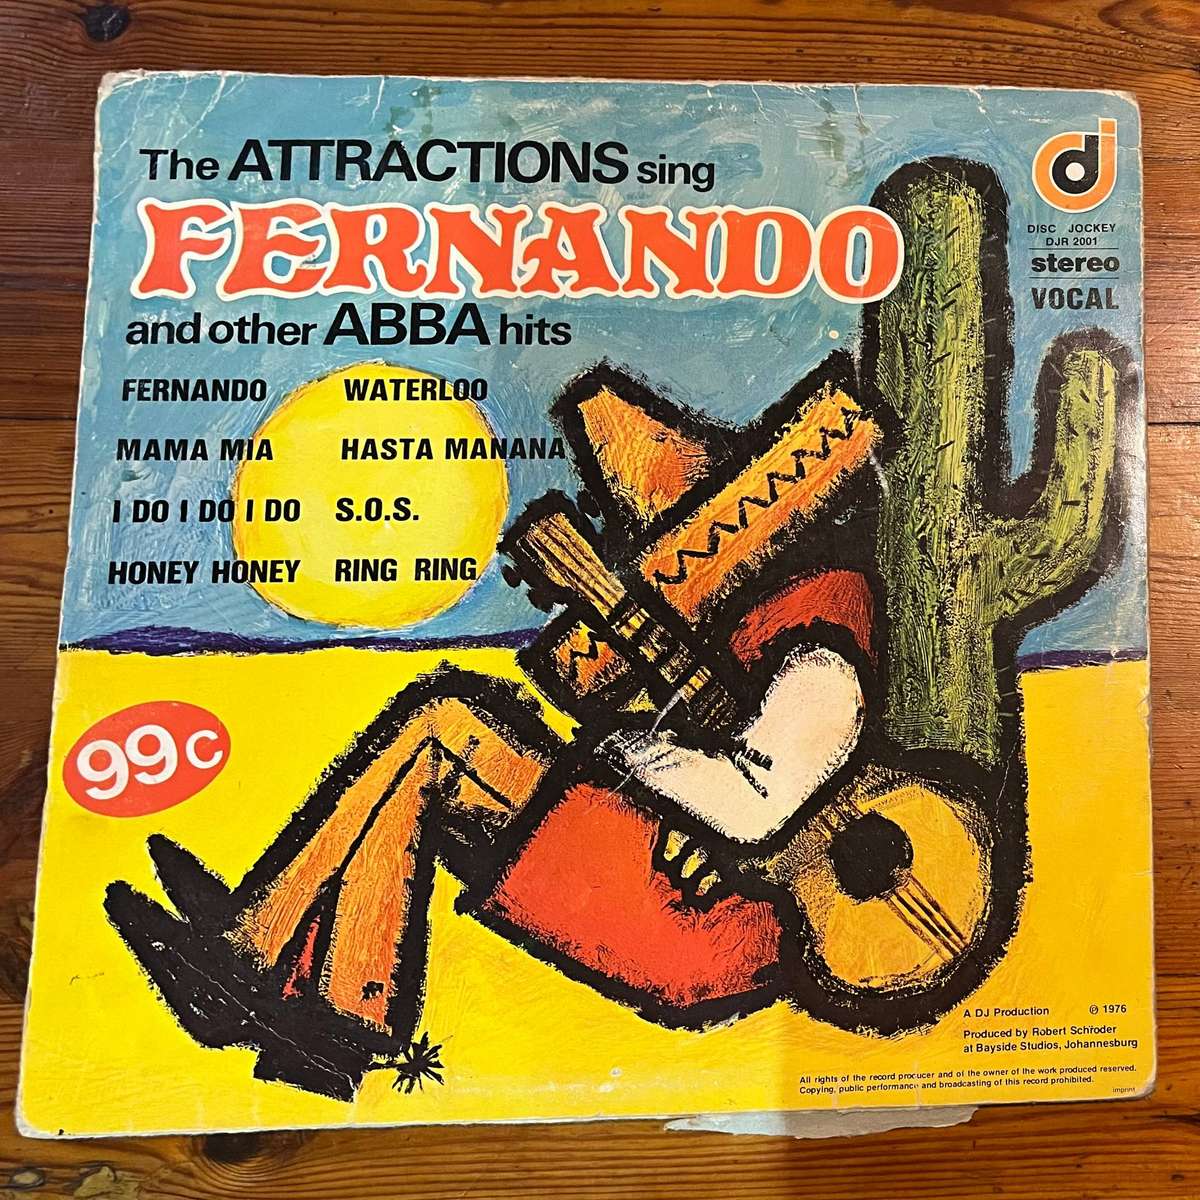 The ATTRACTIONS sing
FERNANDO
and other ABBA hits
FERNANDO WATERLOO
MAMA MIA HASTA MANANA
I DO I DO I DO S.O.S.
HONEY HONEY RING RING
99c
dj
DISC JOCKEY
DJR 2001
stereo
VOCAL
A DJ Production ℗ 1976
Produced by Robert Schroder
at Bayside Studios, Johannesburg
All rights of the record producer and of the owner of the work produced reserved.
Copying, public performance and broadcasting of this record prohibited.
imprint